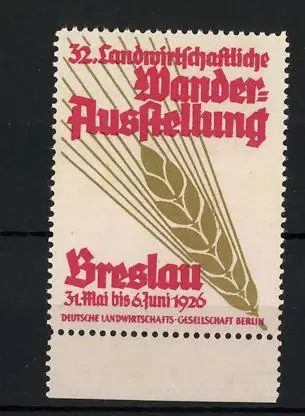 32. Landwirtschaftliche
Wander-
Ausstellung
Breslau
31. Mai bis 6. Juni 1926
DEUTSCHE LANDWIRTSCHAFTS-GESELLSCHAFT BERLIN